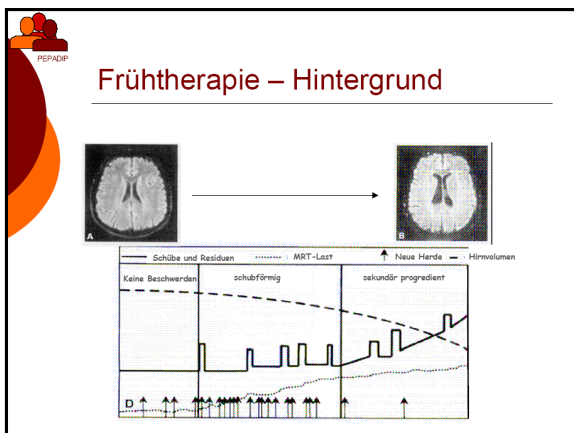 PEPADIP
Frühtherapie – Hintergrund
A
B
Schübe und Residuen MRT-Last Neue Herde Hirnvolumen
Keine Beschwerden schubförmig sekundär progredient
D